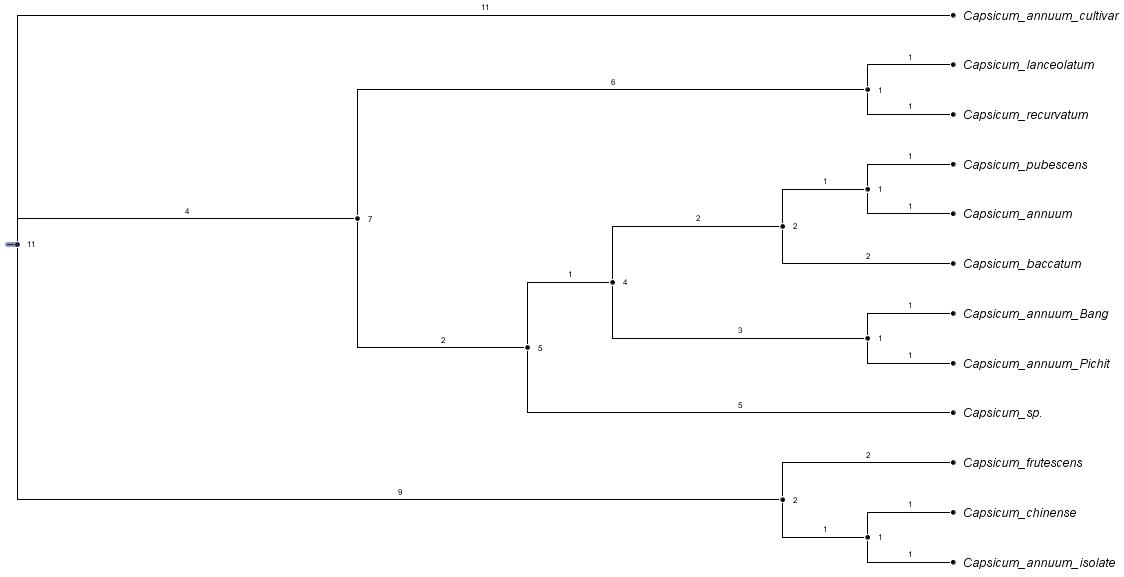 11 Capsicum_annuum_cultivar
1 Capsicum_lanceolatum
6
1
1 Capsicum_recurvatum
1 Capsicum_pubescens
1
1
1 Capsicum_annuum
4
7
2
2
2 Capsicum_baccatum
11
1
4
1 Capsicum_annuum_Bang
3
1
2
5
1 Capsicum_annuum_Pichit
5 Capsicum_sp.
2 Capsicum_frutescens
9
2
1 Capsicum_chinense
1
1
1 Capsicum_annuum_isolate